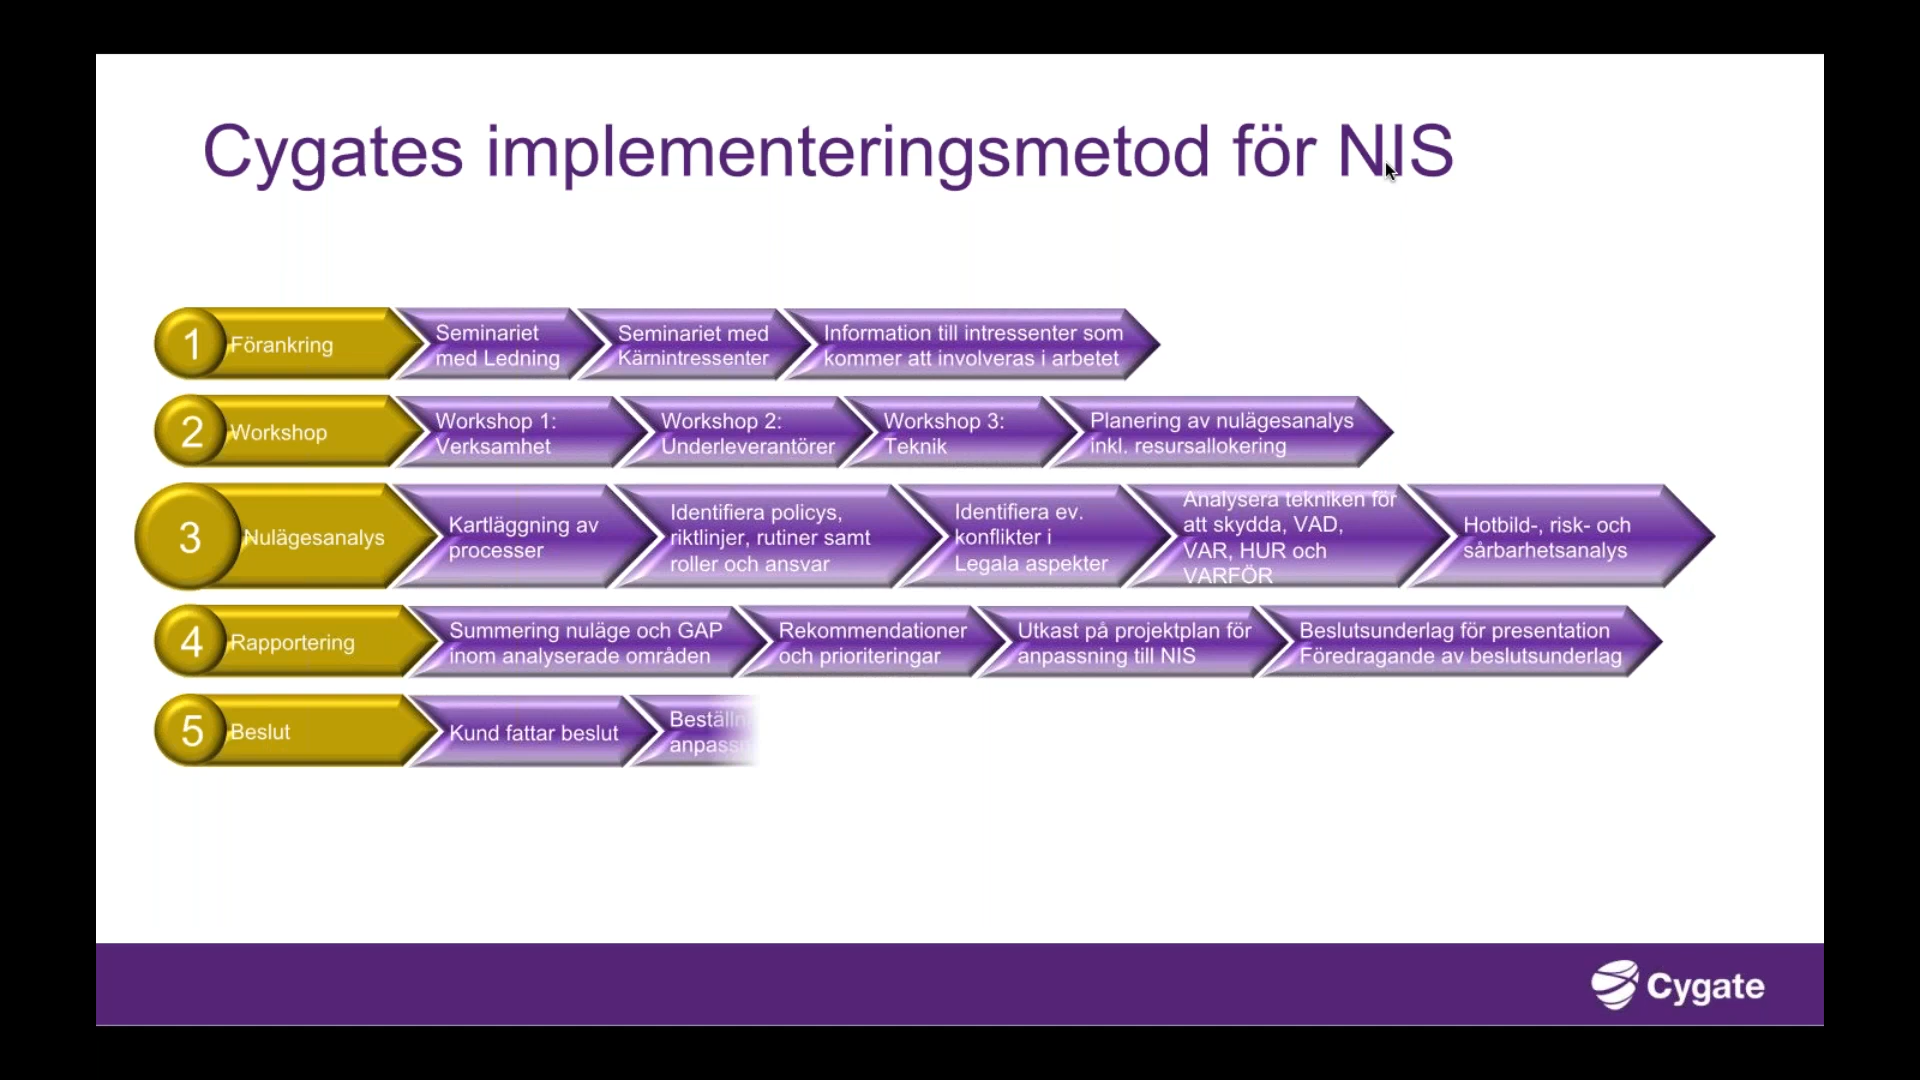 Cygates implementeringsmetod för NIS
1
Förankring
Seminariet
med Ledning
Seminariet med
Kärnintressenter
Information till intressenter som
kommer att involveras i arbetet
2
Workshop
Workshop 1:
Verksamhet
Workshop 2:
Underleverantörer
Workshop 3:
Teknik
Planering av nulägesanalys
inkl. resursallokering
3
Nulägesanalys
Kartläggning av
processer
Identifiera policys,
riktlinjer, rutiner samt
roller och ansvar
Identifiera ev.
konflikter i
Legala aspekter
Analysera tekniken för
att skydda, VAD,
VAR, HUR och
VARFÖR
Hotbild-, risk- och
sårbarhetsanalys
4
Rapportering
Summering nuläge och GAP
inom analyserade områden
Rekommendationer
och prioriteringar
Utkast på projektplan för
anpassning till NIS
Beslutsunderlag för presentation
Föredragande av beslutsunderlag
5
Beslut
Kund fattar beslut
Cygate